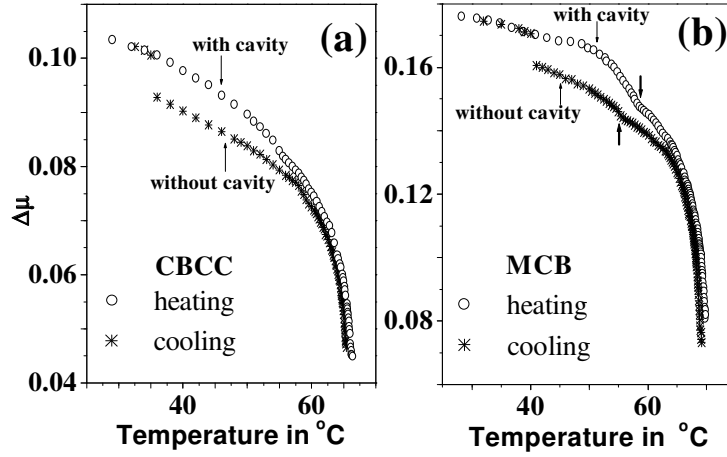 (a)
with cavity
without cavity
CBCC
heating
cooling
0.10
0.08
0.06
0.04
40
60
Δμ
Temperature in °C
(b)
with cavity
without cavity
MCB
heating
cooling
0.16
0.12
0.08
40
60
Temperature in °C